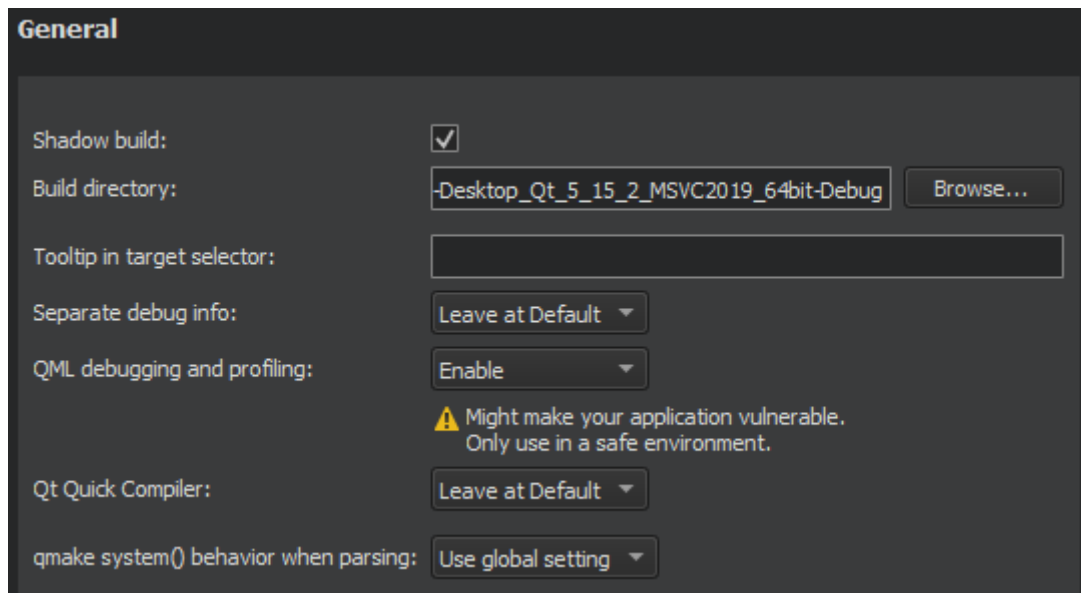 General
Shadow build:
Build directory: -Desktop_Qt_5_15_2_MSVC2019_64bit-Debug Browse...
Tooltip in target selector:
Separate debug info: Leave at Default
QML debugging and profiling: Enable
Might make your application vulnerable.
Only use in a safe environment.
Qt Quick Compiler: Leave at Default
qmake system() behavior when parsing: Use global setting